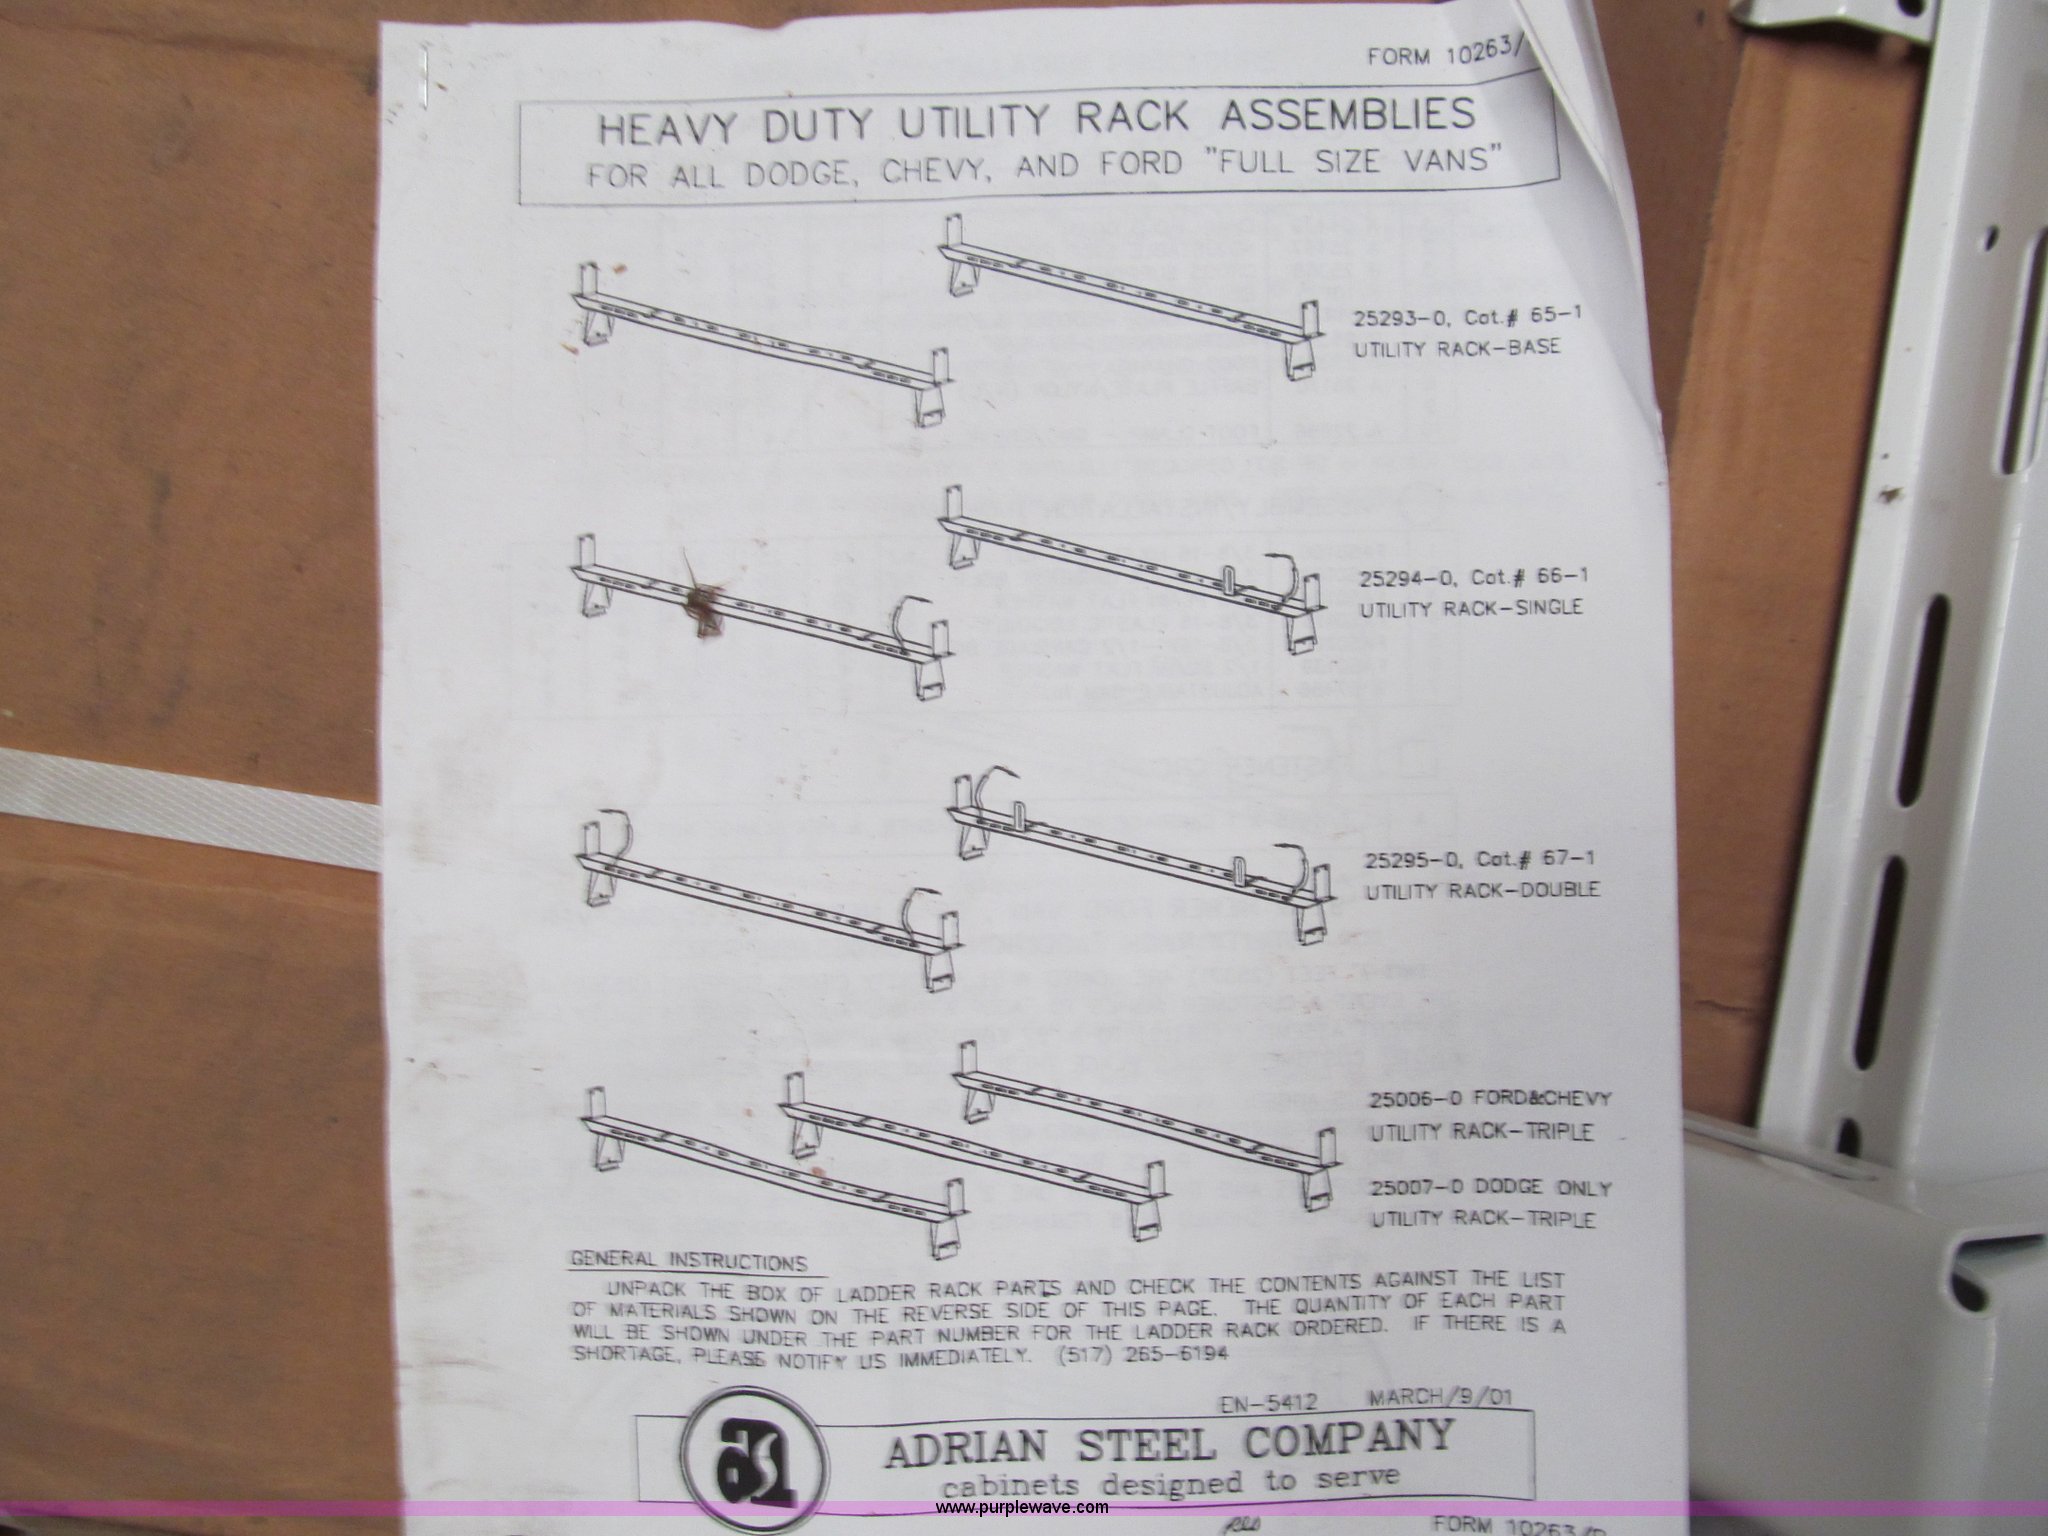 FORM 10263/
HEAVY DUTY UTILITY RACK ASSEMBLIES
FOR ALL DODGE, CHEVY, AND FORD "FULL SIZE VANS"
25293-0, Cat.# 65-1
UTILITY RACK-BASE
25294-0, Cat.# 66-1
UTILITY RACK-SINGLE
25295-0, Cat.# 67-1
UTILITY RACK-DOUBLE
25006-0 FORD&CHEVY
UTILITY RACK-TRIPLE
25007-0 DODGE ONLY
UTILITY RACK-TRIPLE
GENERAL INSTRUCTIONS
UNPACK THE BOX OF LADDER RACK PARTS AND CHECK THE CONTENTS AGAINST THE LIST
OF MATERIALS SHOWN ON THE REVERSE SIDE OF THIS PAGE. THE QUANTITY OF EACH PART
WILL BE SHOWN UNDER THE PART NUMBER FOR THE LADDER RACK ORDERED. IF THERE IS A
SHORTAGE, PLEASE NOTIFY US IMMEDIATELY. (517) 265-6194
EN-5412 MARCH/9/01
ADRIAN STEEL COMPANY
cabinets designed to serve
www.purplewave.com
FORM 10263/D